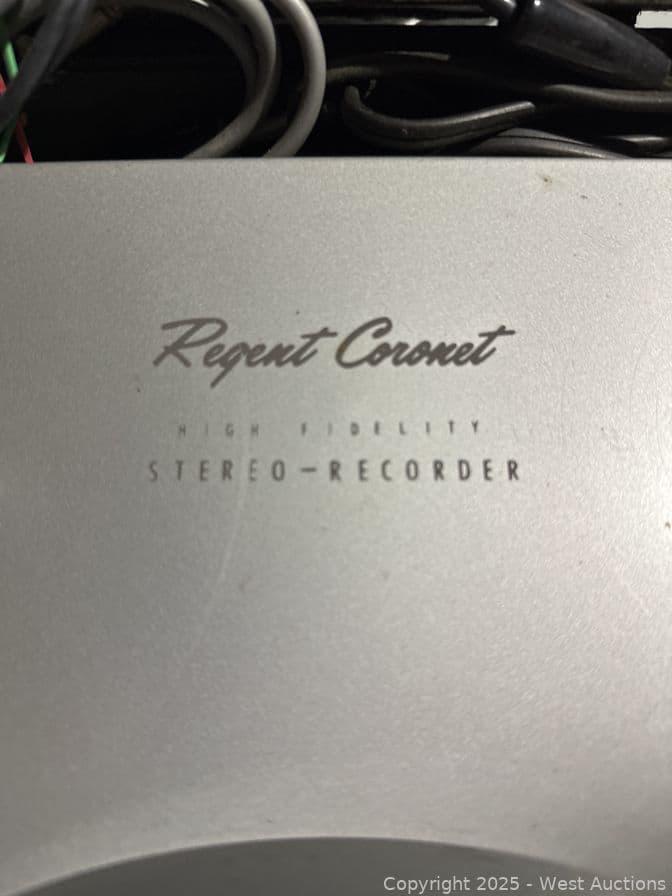 Regent Coronet
HIGH FIDELITY
STEREO-RECORDER
Copyright 2025 - West Auctions